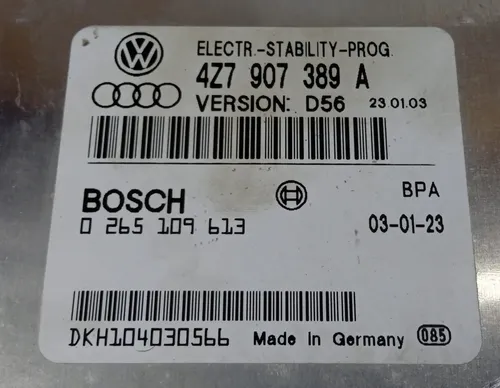 ELECTR.-STABILITY-PROG.
4Z7 907 389 A
VERSION: D56 23.01.03
BOSCH BPA
0 265 109 613 03-01-23
DKH104030566 Made in Germany 085